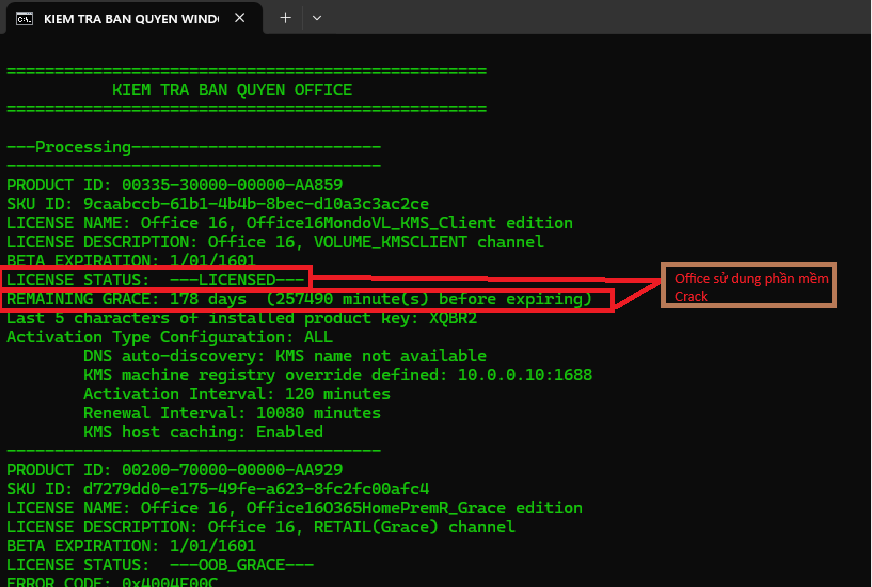 KIEM TRA BAN QUYEN WIND
KIEM TRA BAN QUYEN OFFICE
---Processing--------------------------
PRODUCT ID: 00335-30000-00000-AA859
SKU ID: 9caabccb-61b1-4b4b-8bec-d10a3c3ac2ce
LICENSE NAME: Office 16, Office16MondoVL_KMS_Client edition
LICENSE DESCRIPTION: Office 16, VOLUME_KMSCLIENT channel
BETA EXPIRATION: 1/01/1601
LICENSE STATUS:  ---LICENSED---
REMAINING GRACE: 178 days  (257490 minute(s) before expiring)
Office sử dung phần mềm
Crack
Last 5 characters of installed product key: XQBR2
Activation Type Configuration: ALL
DNS auto-discovery: KMS name not available
KMS machine registry override defined: 10.0.0.10:1688
Activation Interval: 120 minutes
Renewal Interval: 10080 minutes
KMS host caching: Enabled
---------------------------------------
PRODUCT ID: 00200-70000-00000-AA929
SKU ID: d7279dd0-e175-49fe-a623-8fc2fc00afc4
LICENSE NAME: Office 16, Office16O365HomePremR_Grace edition
LICENSE DESCRIPTION: Office 16, RETAIL(Grace) channel
BETA EXPIRATION: 1/01/1601
LICENSE STATUS:  ---OOB_GRACE---
ERROR CODE: 0x4004F00C